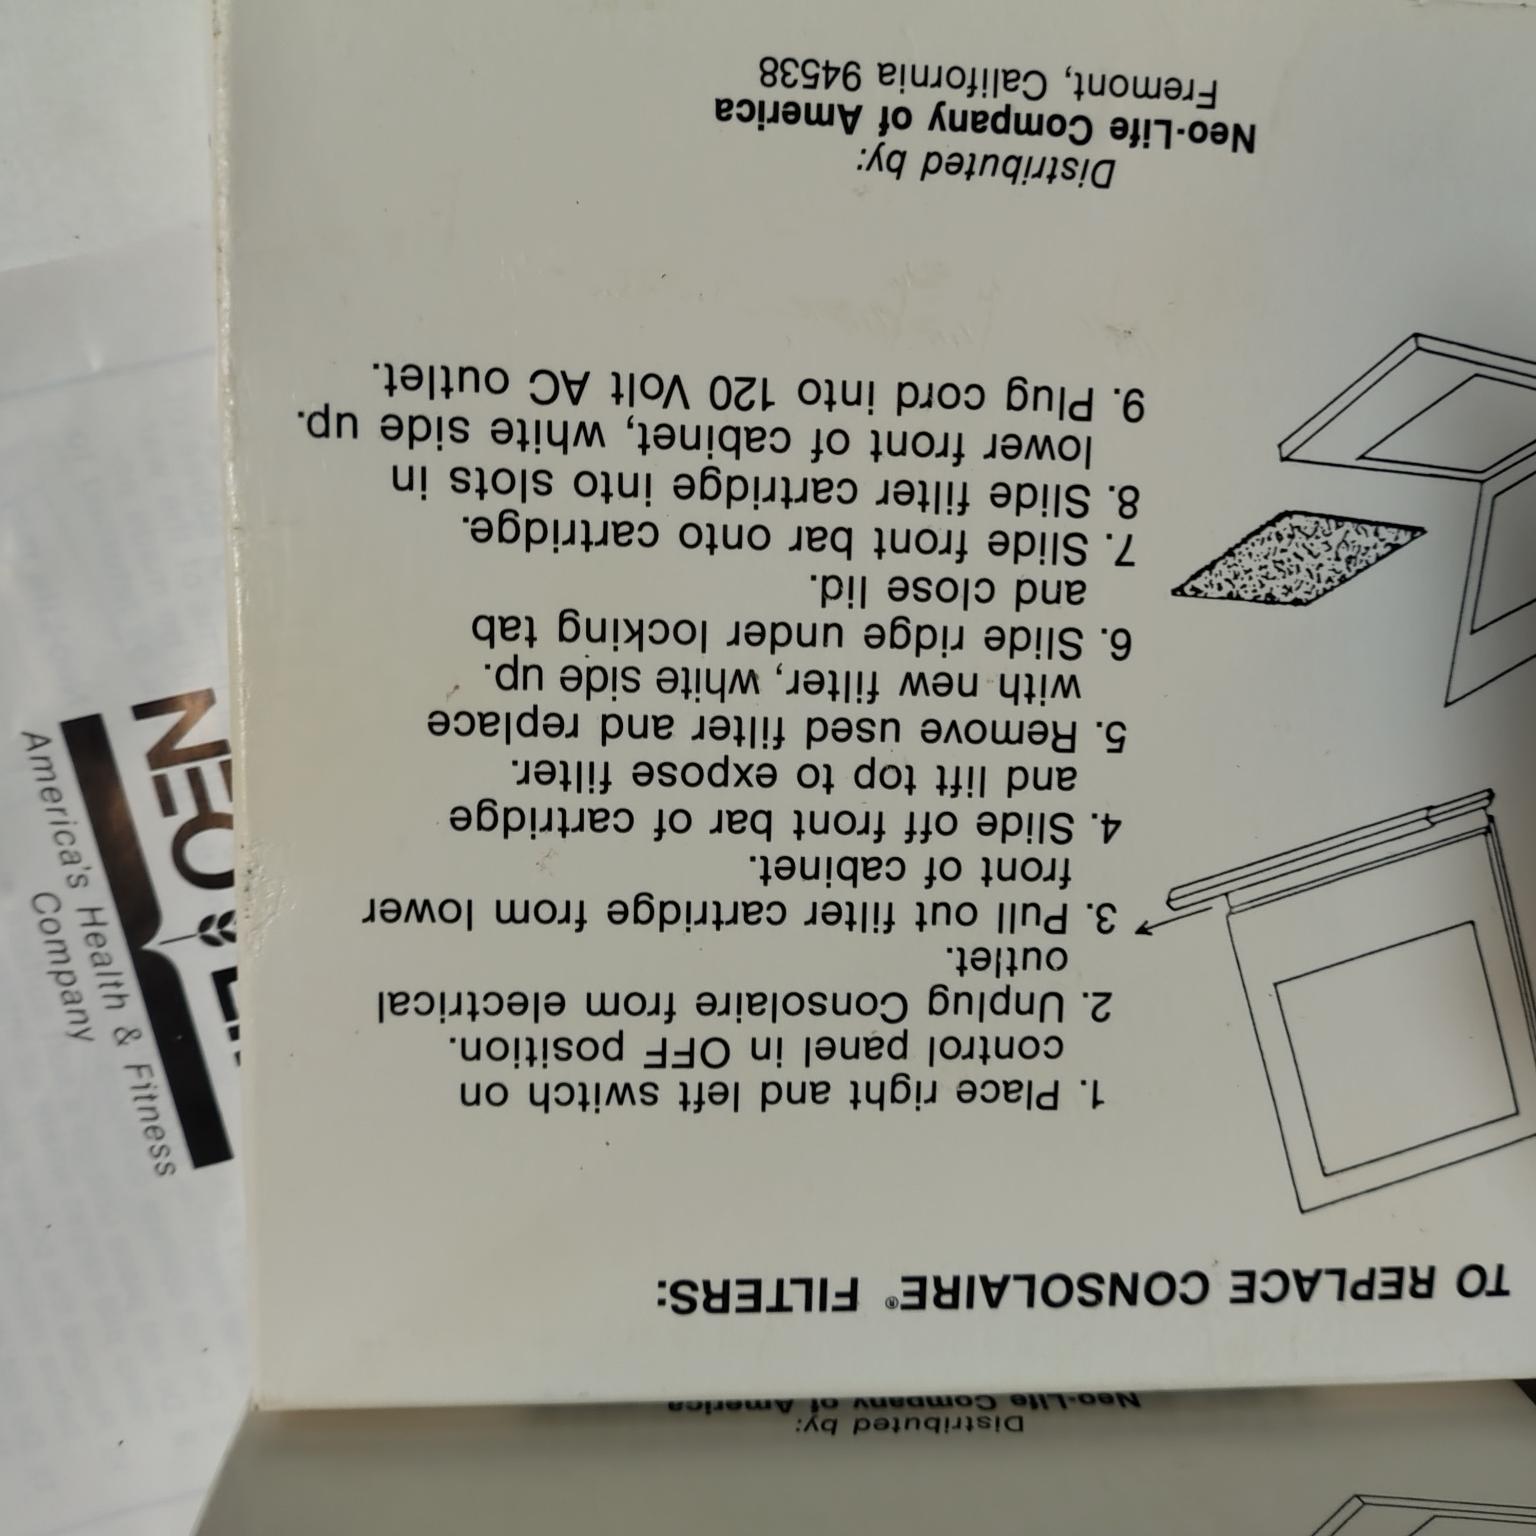 TO REPLACE CONSOLAIRE® FILTERS:
1. Place right and left switch on
control panel in OFF position.
2. Unplug Consolaire from electrical
outlet.
3. Pull out filter cartridge from lower
front of cabinet.
4. Slide off front bar of cartridge
and lift top to expose filter.
5. Remove used filter and replace
with new filter, white side up.
6. Slide ridge under locking tab
and close lid.
7. Slide front bar onto cartridge.
8. Slide filter cartridge into slots in
lower front of cabinet, white side up.
9. Plug cord into 120 Volt AC outlet.
Distributed by:
Neo-Life Company of America
Fremont, California 94538
Distributed by:
Neo-Life Company of America
NEO
America's Health & Fitness
Company